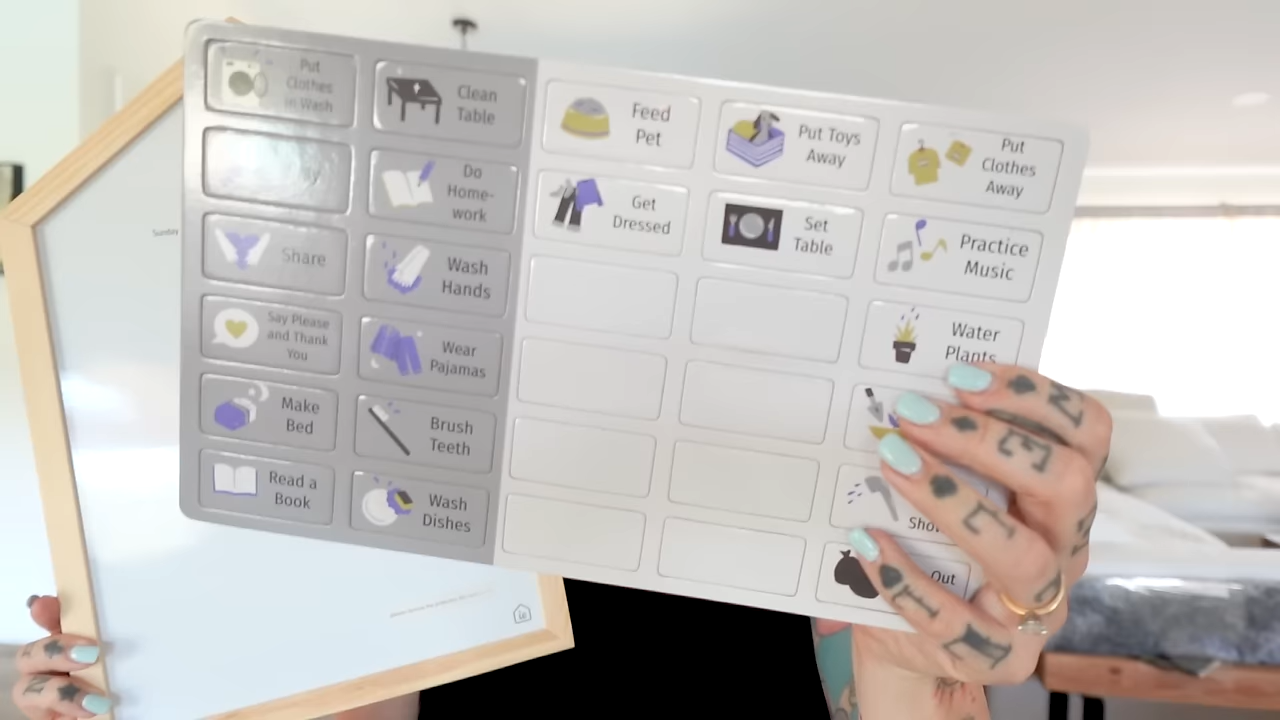 Put
Clothes
in Wash
Clean
Table
Feed
Pet
Put Toys
Away
Put
Clothes
Away
Do
Home-
work
Get
Dressed
Set
Table
Practice
Music
Sunday
Share
Wash
Hands
Water
Plants
Say Please
and Thank
You
Wear
Pajamas
Make
Bed
Brush
Teeth
Read a
Book
Wash
Dishes
Out